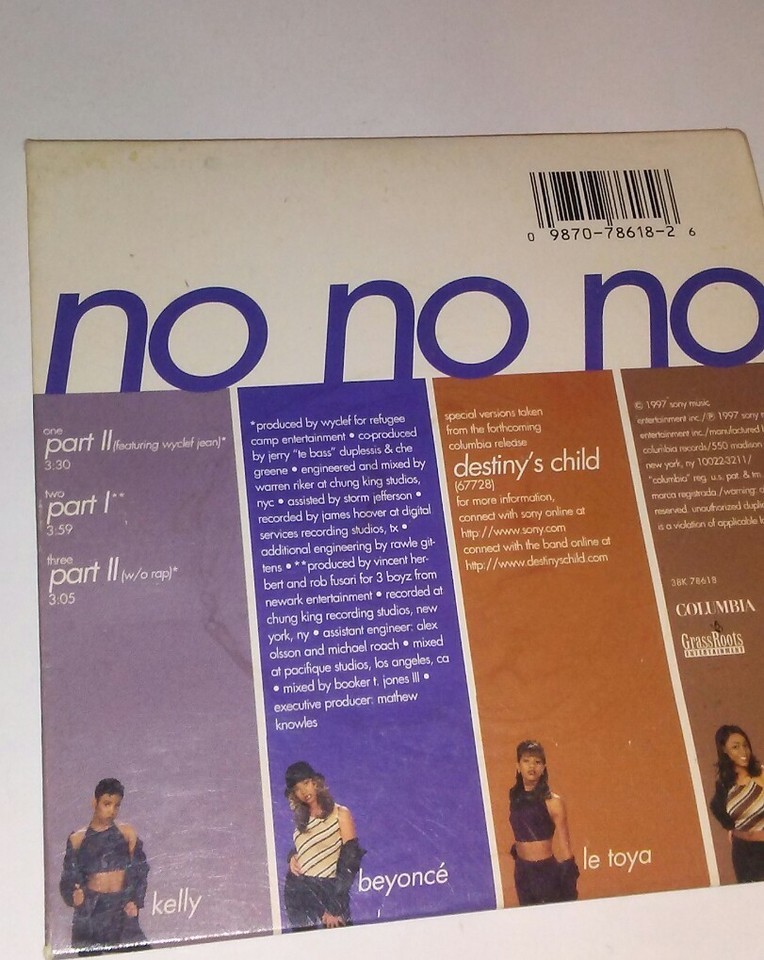 0 9870-78618-2 6
no no no
one
part II (featuring wyclef jean)*
3:30
two
part I**
3:59
three
part II (w/o rap)*
3:05
*produced by wyclef for refugee
camp entertainment • co-produced
by jerry "te bass" duplessis & che
greene • engineered and mixed by
warren riker at chung king studios,
nyc • assisted by storm jefferson •
recorded by james hoover at digital
services recording studios, tx •
additional engineering by rawle git-
tens • **produced by vincent her-
bert and rob fusari for 3 boyz from
newark entertainment • recorded at
chung king recording studios, new
york, ny • assistant engineer: alex
olsson and michael roach • mixed
at pacifique studios, los angeles, ca
• mixed by booker t. jones III •
executive producer: mathew
knowles
special versions taken
from the forthcoming
columbia release
destiny's child
(67728)
for more information,
connect with sony online at
http://www.sony.com
connect with the band online at
http://www.destinyschild.com
© 1997 sony music
entertainment inc./℗ 1997 sony
entertainment inc./manufactured
columbia records/550 madison
new york, ny 10022-3211/
"columbia" reg. u.s. pat. & tm.
marca registrada./warning:
reserved. unauthorized
is a violation of applicable
38K 78618
COLUMBIA
GrassRoots
ENTERTAINMENT
kelly
beyoncé
le toya